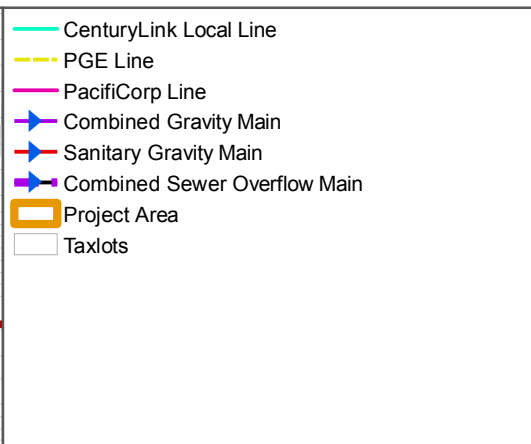 CenturyLink Local Line
PGE Line
PacifiCorp Line
Combined Gravity Main
Sanitary Gravity Main
Combined Sewer Overflow Main
Project Area
Taxlots